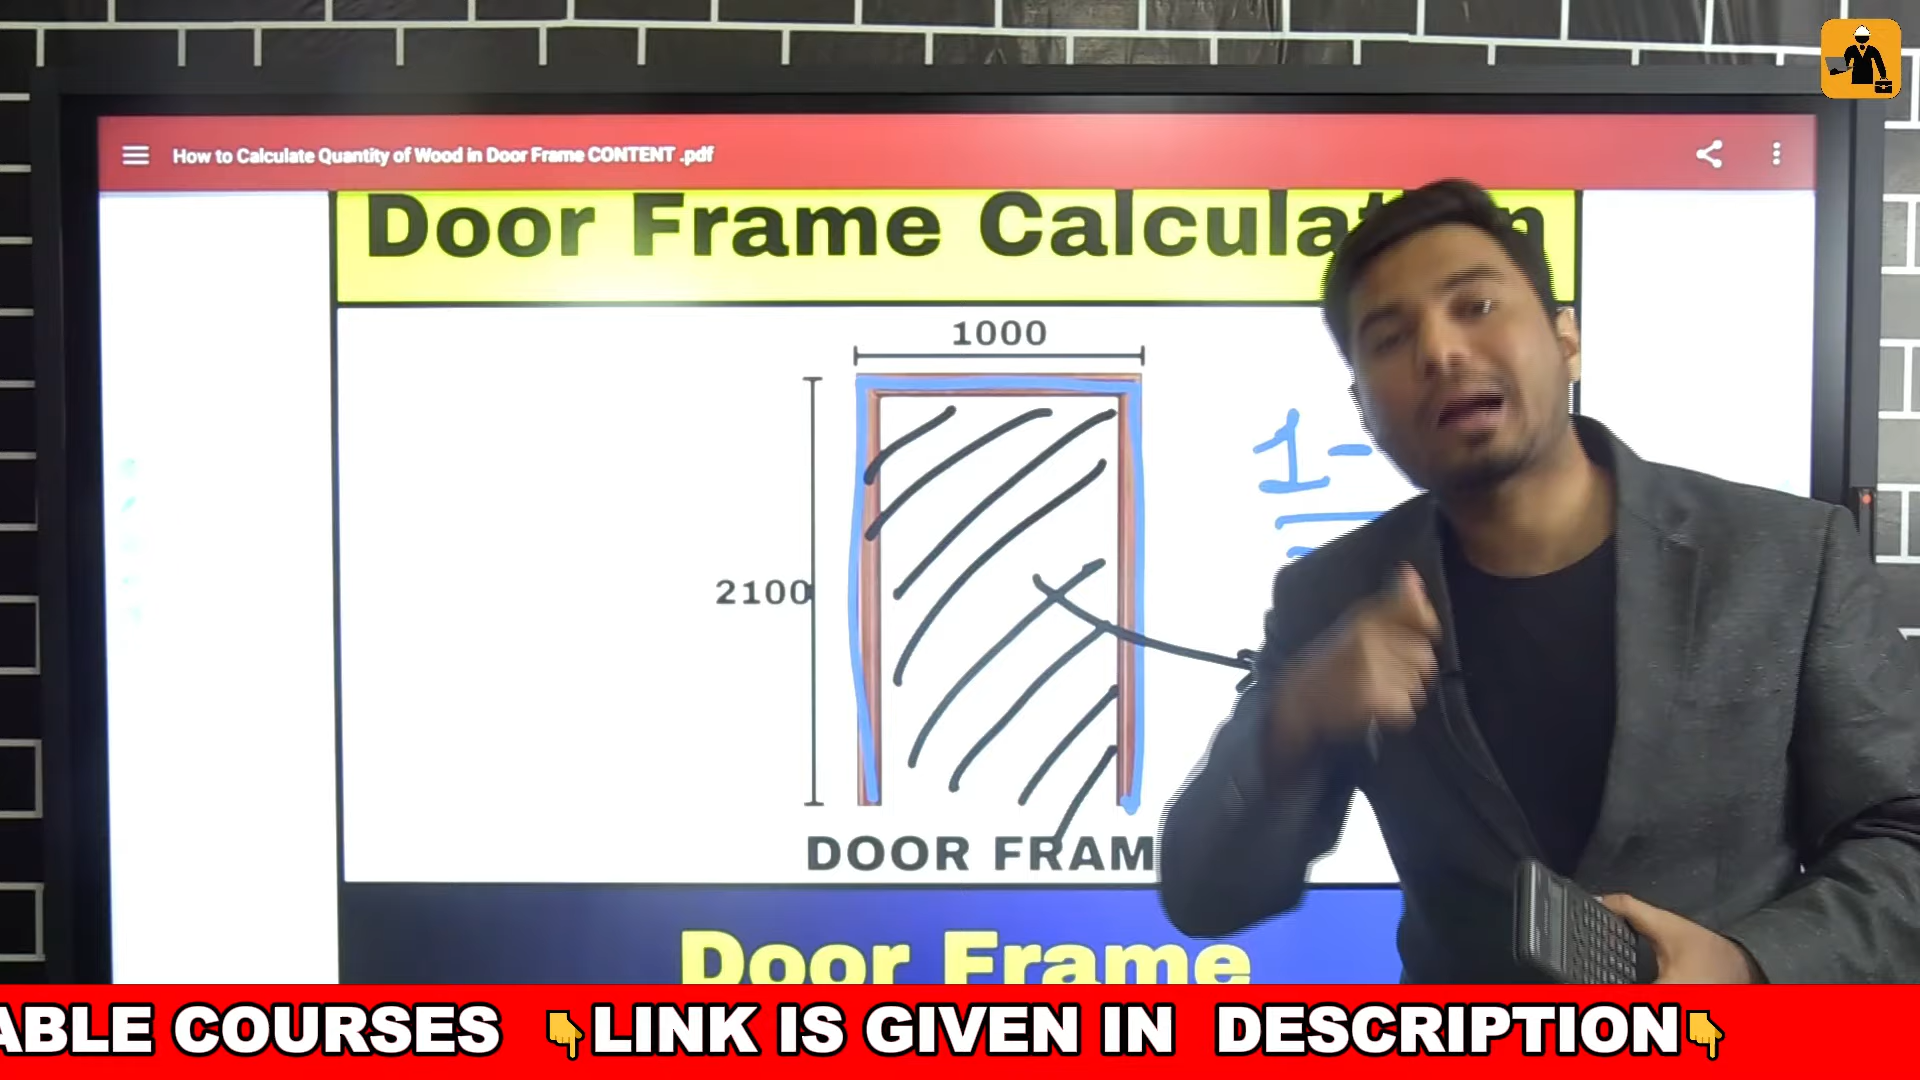 How to Calculate Quantity of Wood in Door Frame CONTENT .pdf
Door Frame
1000
1-
2100
DOOR FRAM
Door Frame
ABLE COURSES 👇LINK IS GIVEN IN DESCRIPTION👇